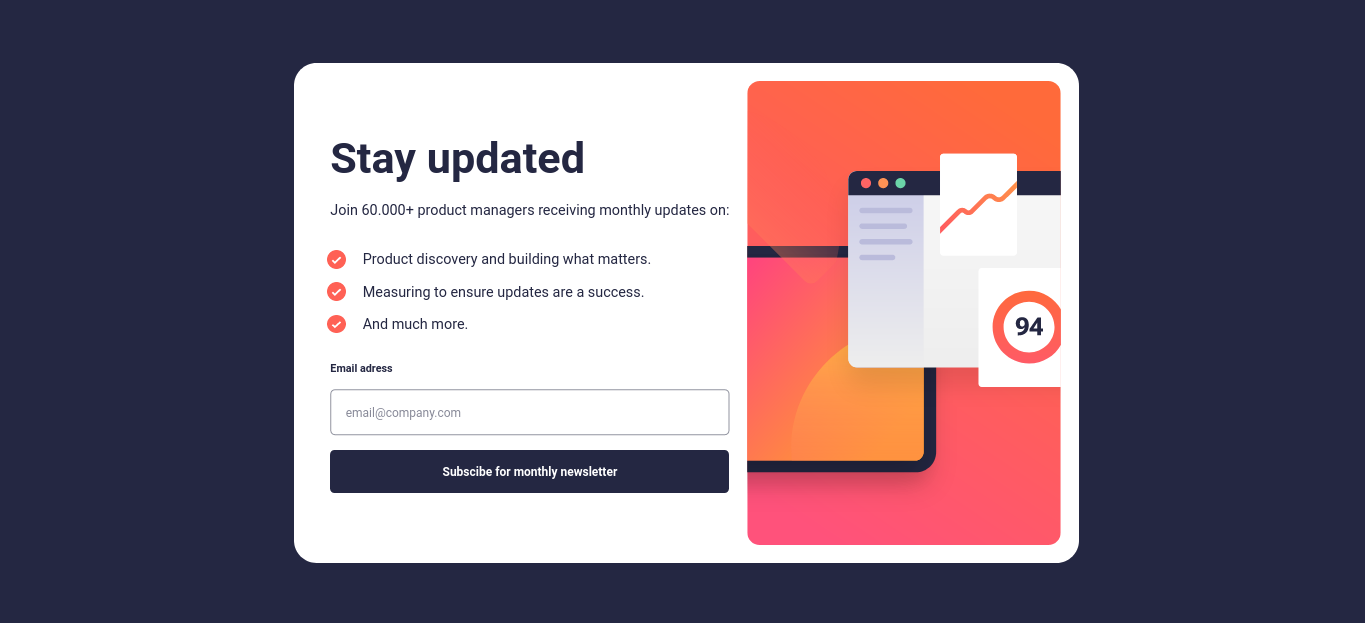 Stay updated
Join 60.000+ product managers receiving monthly updates on:
Product discovery and building what matters.
Measuring to ensure updates are a success.
And much more.
Email adress
email@company.com
Subscibe for monthly newsletter
94